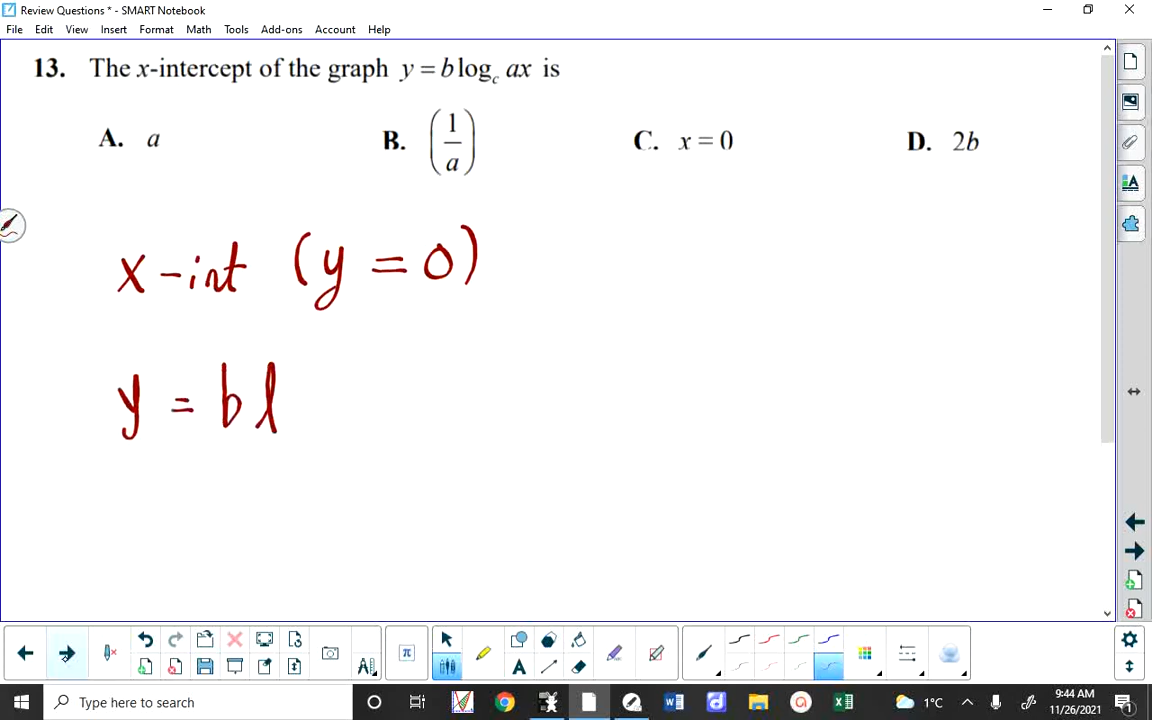 Review Questions * - SMART Notebook
File Edit View Insert Format Math Tools Add-ons Account Help
13. The x-intercept of the graph y = b log_c ax is
A. a B. (1/a) C. x = 0 D. 2b
x-int (y = 0)
y = b l
Type here to search
1°C
9:44 AM
11/26/2021